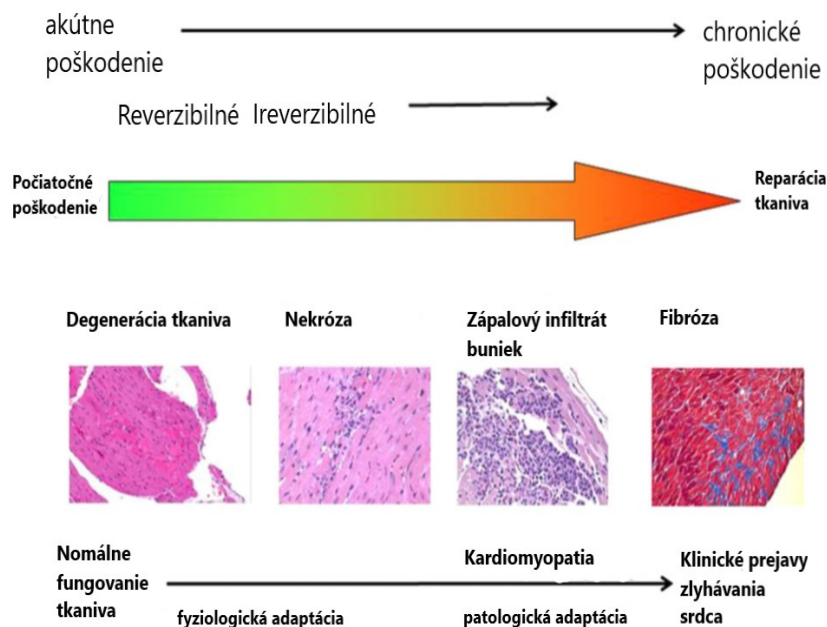 akútne
poškodenie
chronické
poškodenie
Reverzibilné Ireverzibilné
Počiatočné
poškodenie
Reparácia
tkaniva
Degenerácia tkaniva
Nekróza
Zápalový infiltrát
buniek
Fibróza
Nomálne
fungovanie
tkaniva
fyziologická adaptácia
Kardiomyopatia
patologická adaptácia
Klinické prejavy
zlyhávania
srdca